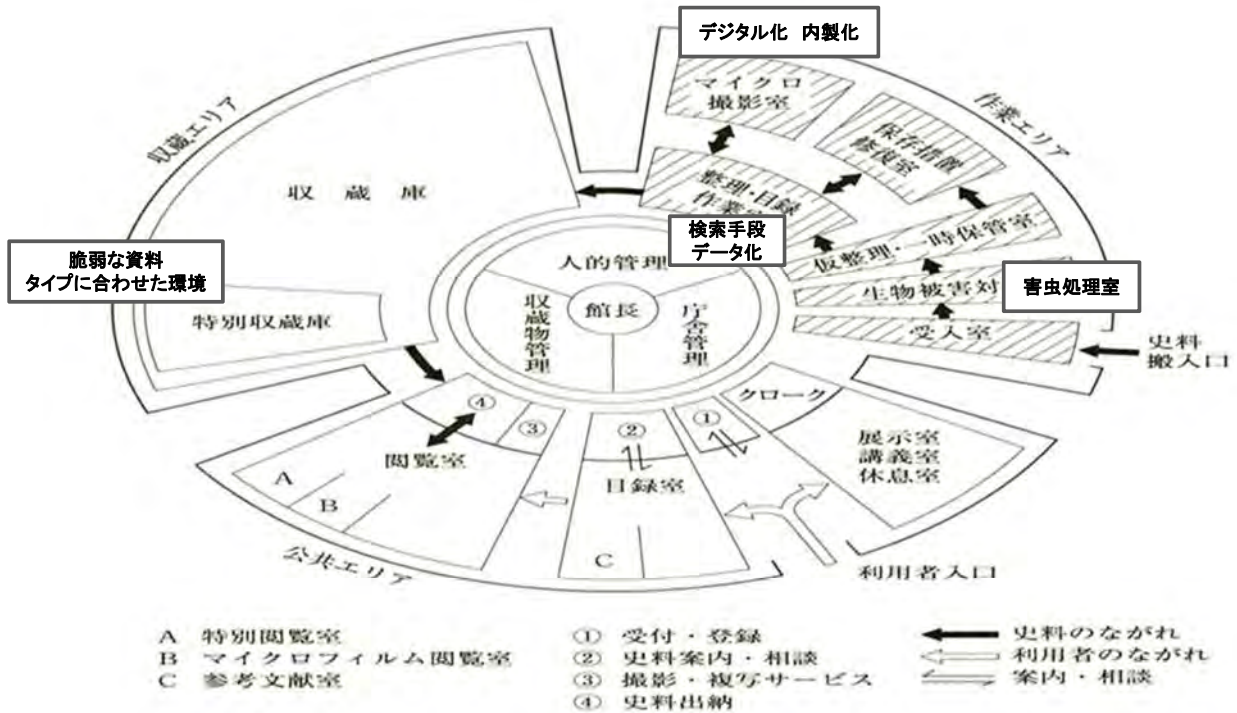 デジタル化 内製化
マイクロ
撮影室
作業エリア
保存措置
修復室
収蔵エリア
収蔵庫
整理・目録
作業
検索手段
データ化
仮整理・一時保管室
脆弱な資料
タイプに合わせた環境
人的管理
生物被害対
害虫処理室
特別収蔵庫
収蔵物管理
館長
庁舎管理
受入室
史料
搬入口
④
③
②
①
クローク
閲覧室
目録室
展示室
講義室
休息室
A
B
C
公共エリア
利用者入口
A 特別閲覧室
B マイクロフィルム閲覧室
C 参考文献室
① 受付・登録
② 史料案内・相談
③ 撮影・複写サービス
④ 史料出納
史料のながれ
利用者のながれ
案内・相談